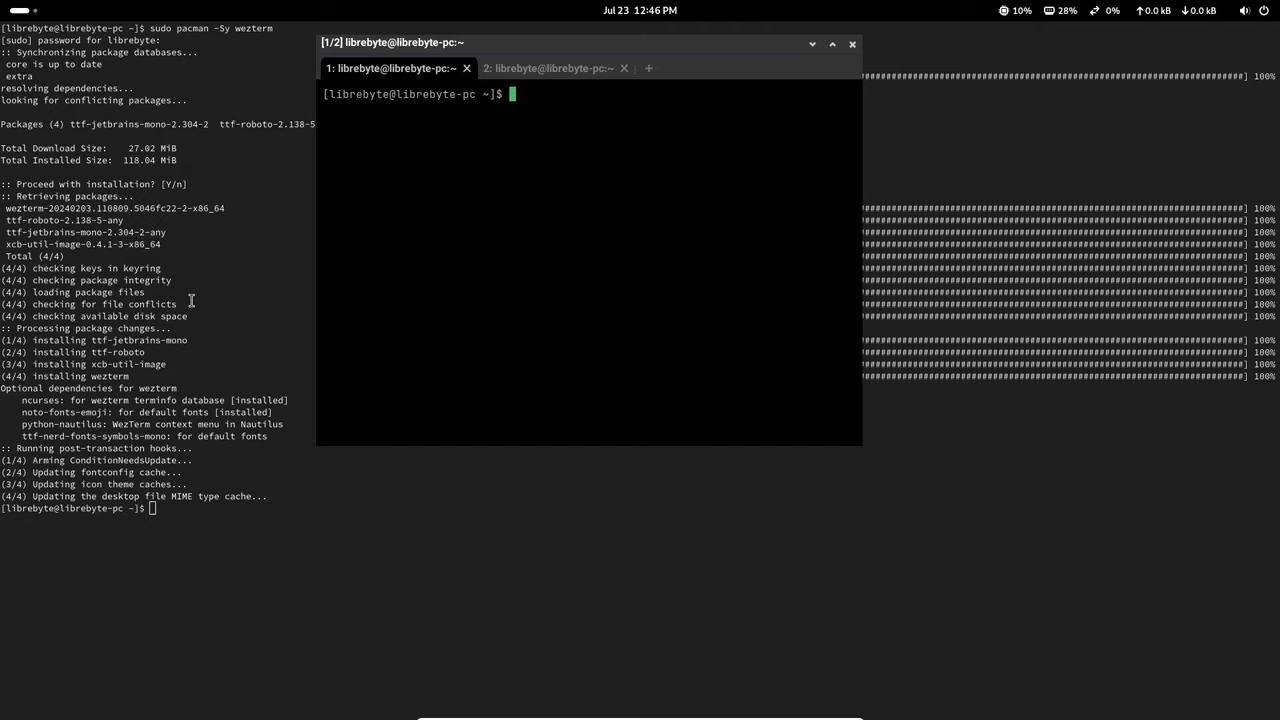 Jul 23 12:46 PM
10% 28% 0% ↑0.0 kB ↓0.0 kB
[librebyte@librebyte-pc ~]$ sudo pacman -Sy wezterm
[sudo] password for librebyte:
:: Synchronizing package databases...
core is up to date
extra
100%
resolving dependencies...
looking for conflicting packages...
Packages (4) ttf-jetbrains-mono-2.304-2 ttf-roboto-2.138-5
Total Download Size: 27.02 MiB
Total Installed Size: 118.04 MiB
:: Proceed with installation? [Y/n]
:: Retrieving packages...
wezterm-20240203.110809.5046fc22-2-x86_64 100%
ttf-roboto-2.138-5-any 100%
ttf-jetbrains-mono-2.304-2-any 100%
xcb-util-image-0.4.1-3-x86_64 100%
Total (4/4) 100%
(4/4) checking keys in keyring 100%
(4/4) checking package integrity 100%
(4/4) loading package files 100%
(4/4) checking for file conflicts 100%
(4/4) checking available disk space 100%
:: Processing package changes...
(1/4) installing ttf-jetbrains-mono 100%
(2/4) installing ttf-roboto 100%
(3/4) installing xcb-util-image 100%
(4/4) installing wezterm 100%
Optional dependencies for wezterm
ncurses: for wezterm terminfo database [installed]
noto-fonts-emoji: for default fonts [installed]
python-nautilus: WezTerm context menu in Nautilus
ttf-nerd-fonts-symbols-mono: for default fonts
:: Running post-transaction hooks...
(1/4) Arming ConditionNeedsUpdate...
(2/4) Updating fontconfig cache...
(3/4) Updating icon theme caches...
(4/4) Updating the desktop file MIME type cache...
[librebyte@librebyte-pc ~]$
[1/2] librebyte@librebyte-pc:~
1: librebyte@librebyte-pc:~ 2: librebyte@librebyte-pc:~ +
[librebyte@librebyte-pc ~]$